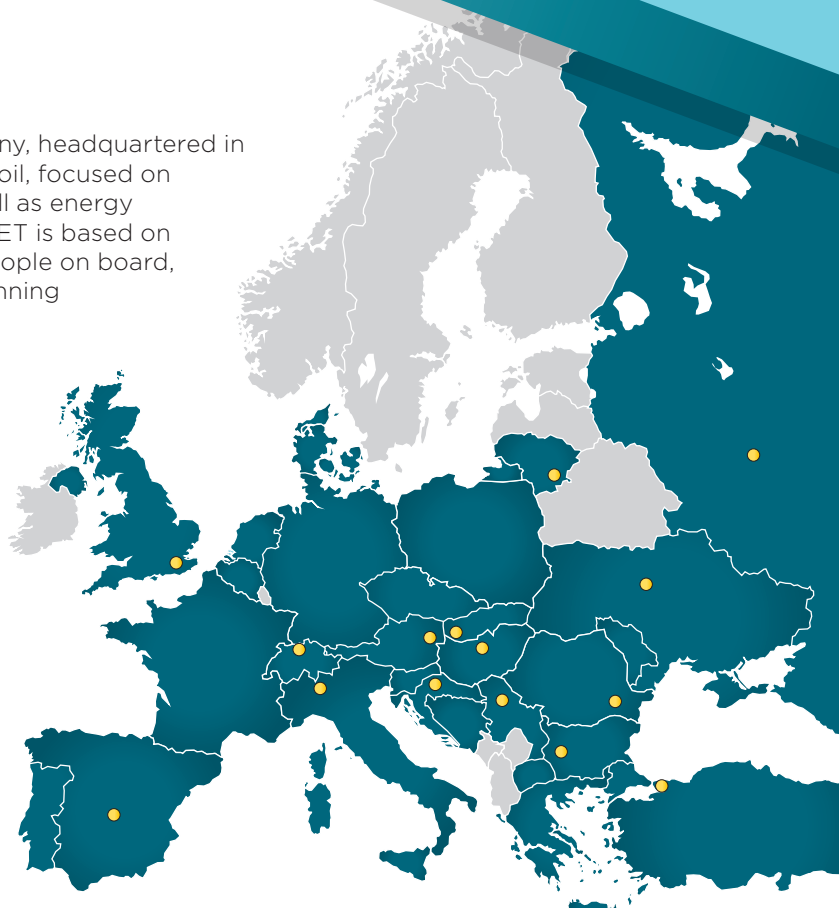 ny, headquartered in
oil, focused on
ll as energy
ET is based on
ople on board,
nning